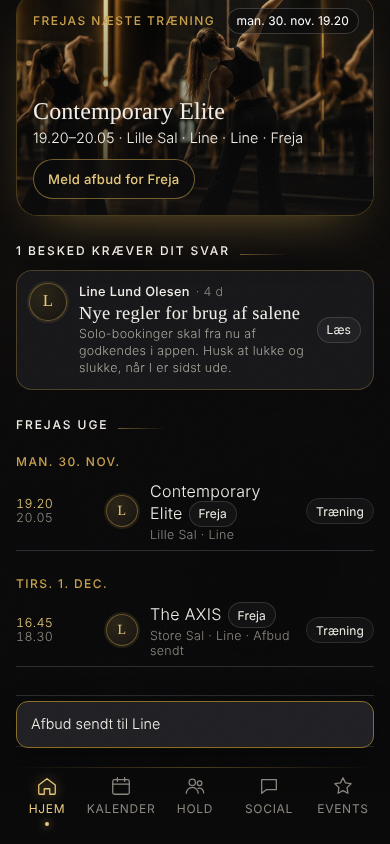 FREJAS NÆSTE TRÆNING
man. 30. nov. 19.20
Contemporary Elite
19.20–20.05 · Lille Sal · Line · Line · Freja
Meld afbud for Freja
1 BESKED KRÆVER DIT SVAR
L
Line Lund Olesen · 4 d
Nye regler for brug af salene
Solo-bookinger skal fra nu af
godkendes i appen. Husk at lukke og
slukke, når I er sidst ude.
Læs
FREJAS UGE
MAN. 30. NOV.
19.20
20.05
L
Contemporary
Elite Freja
Lille Sal · Line
Træning
TIRS. 1. DEC.
16.45
18.30
L
The AXIS Freja
Store Sal · Line · Afbud
sendt
Træning
Afbud sendt til Line
HJEM
KALENDER
HOLD
SOCIAL
EVENTS